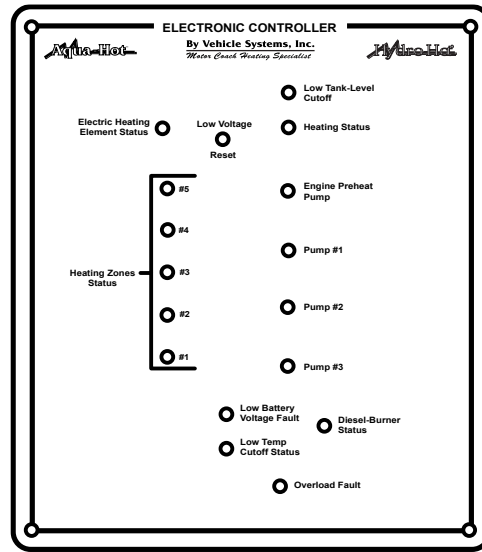 ELECTRONIC CONTROLLER
Aqua-Hot
By Vehicle Systems, Inc.
Motor Coach Heating Specialist
Hydro-Hot
Low Tank-Level
Cutoff
Electric Heating
Element Status
Low Voltage
Reset
Heating Status
#5
Engine Preheat
Pump
#4
Pump #1
Heating Zones
Status
#3
#2
Pump #2
#1
Pump #3
Low Battery
Voltage Fault
Diesel-Burner
Status
Low Temp
Cutoff Status
Overload Fault